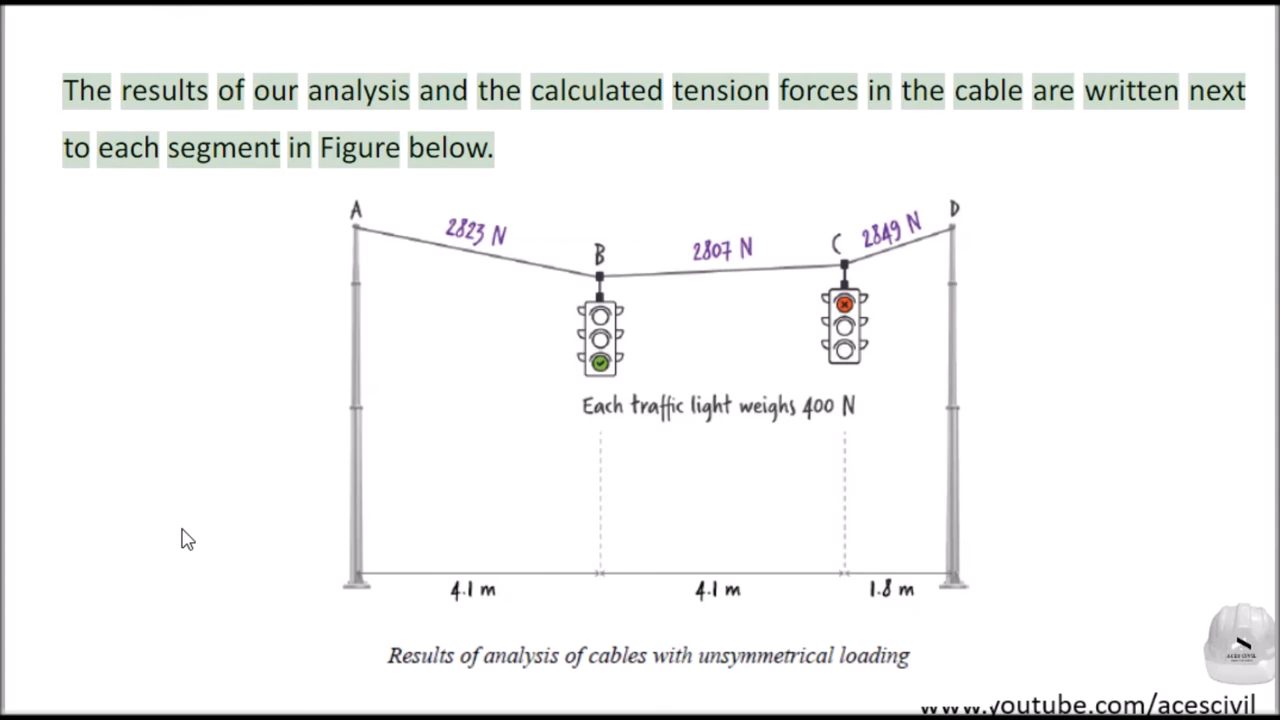 The results of our analysis and the calculated tension forces in the cable are written next
to each segment in Figure below.
A
2823 N
B
2807 N
C
2849 N
D
Each traffic light weighs 400 N
4.1 m
4.1 m
1.8 m
Results of analysis of cables with unsymmetrical loading
ACES CIVIL
www.youtube.com/acescivil